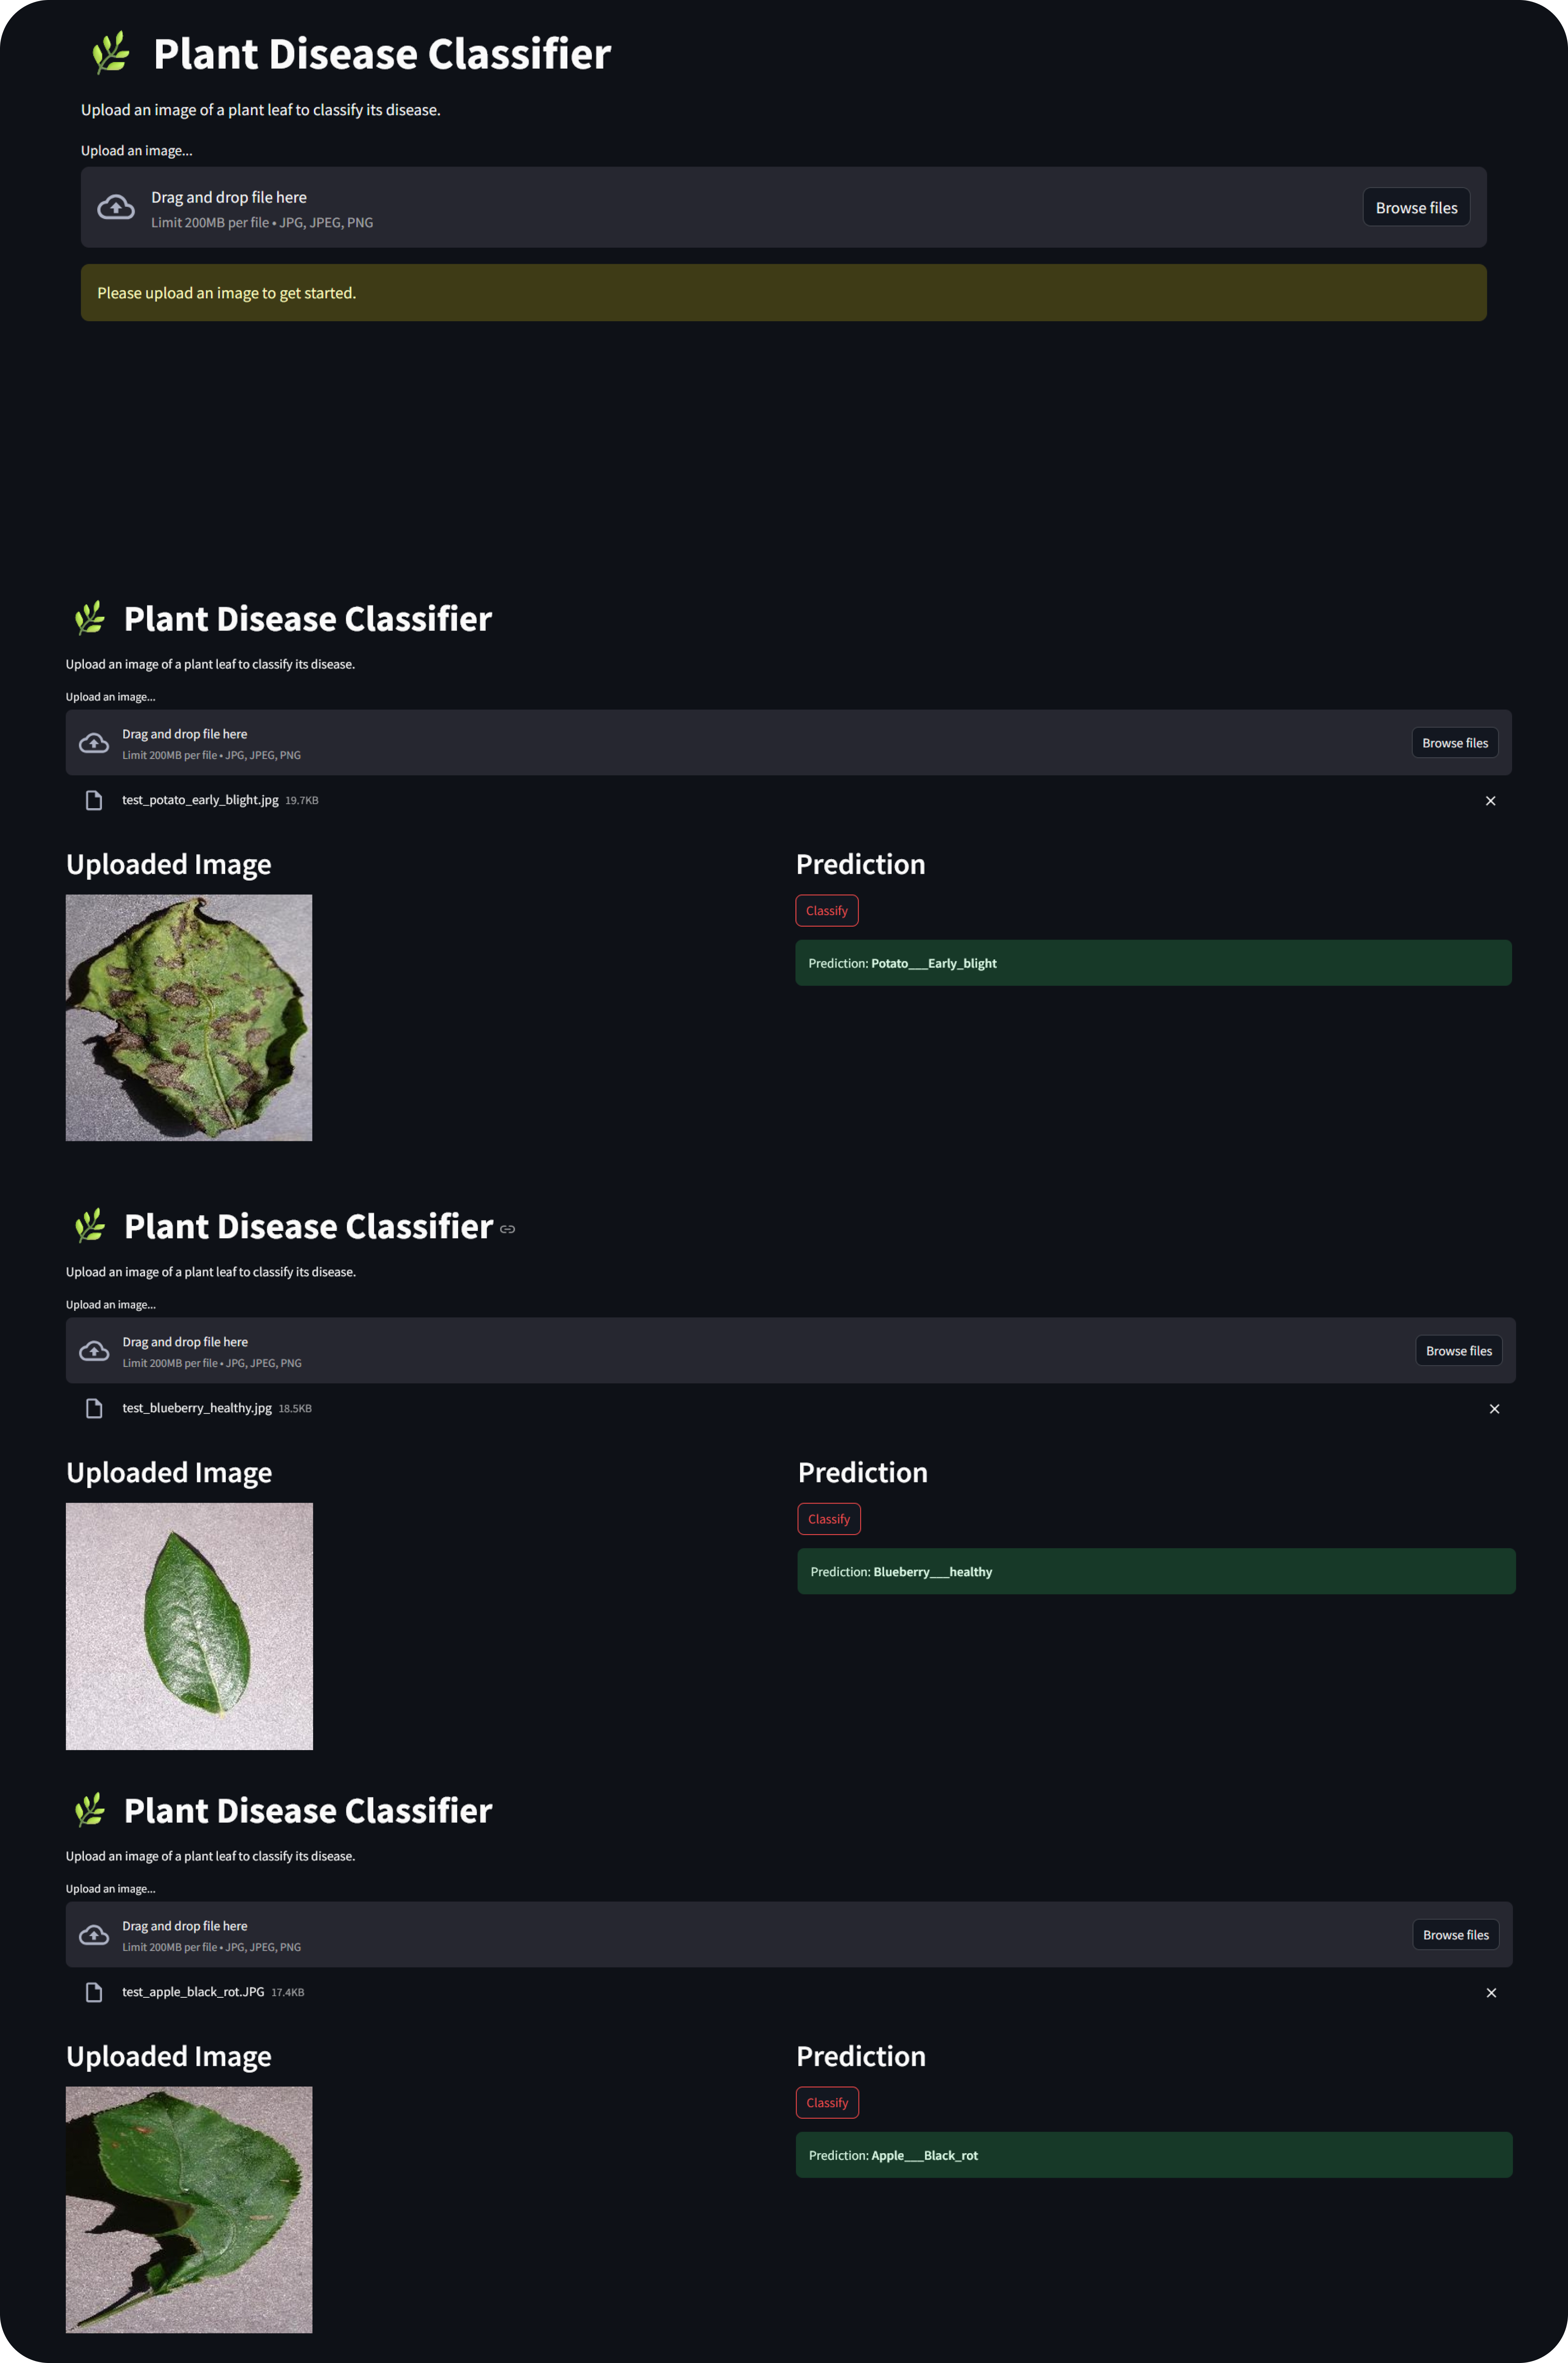 Plant Disease Classifier
Upload an image of a plant leaf to classify its disease.
Upload an image...
Drag and drop file here
Limit 200MB per file • JPG, JPEG, PNG
Browse files
Please upload an image to get started.
Plant Disease Classifier
Upload an image of a plant leaf to classify its disease.
Upload an image...
Drag and drop file here
Limit 200MB per file • JPG, JPEG, PNG
Browse files
test_potato_early_blight.jpg 19.7KB
Uploaded Image
Prediction
Classify
Prediction: Potato___Early_blight
Plant Disease Classifier
Upload an image of a plant leaf to classify its disease.
Upload an image...
Drag and drop file here
Limit 200MB per file • JPG, JPEG, PNG
Browse files
test_blueberry_healthy.jpg 18.5KB
Uploaded Image
Prediction
Classify
Prediction: Blueberry___healthy
Plant Disease Classifier
Upload an image of a plant leaf to classify its disease.
Upload an image...
Drag and drop file here
Limit 200MB per file • JPG, JPEG, PNG
Browse files
test_apple_black_rot.JPG 17.4KB
Uploaded Image
Prediction
Classify
Prediction: Apple___Black_rot